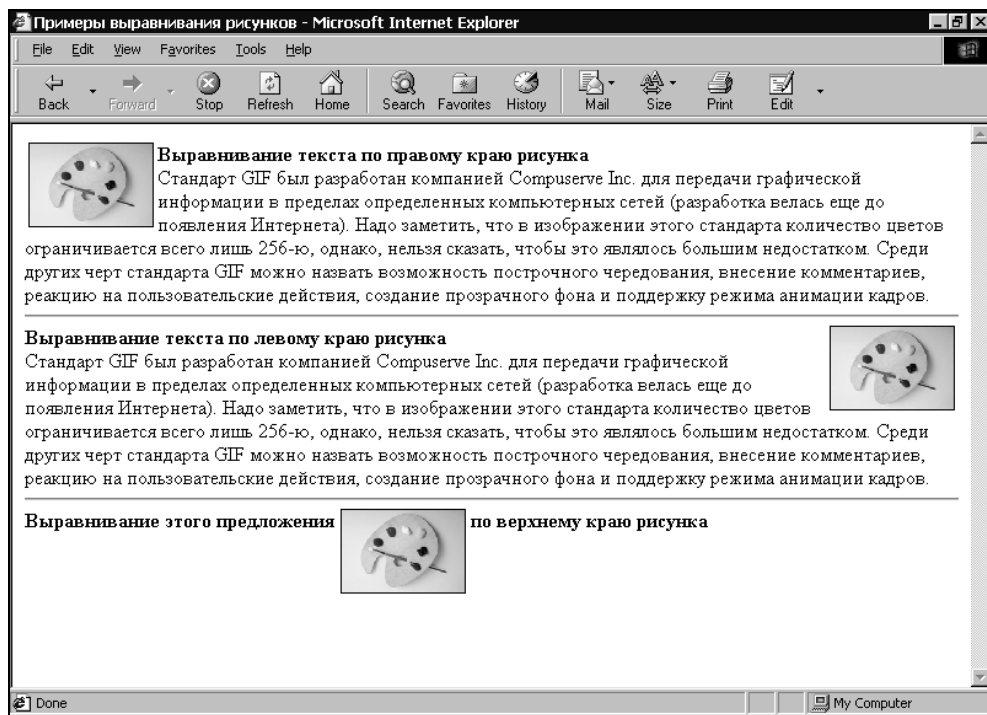 Примеры выравнивания рисунков - Microsoft Internet Explorer
File Edit View Favorites Tools Help
Back Forward Stop Refresh Home Search Favorites History Mail Size Print Edit
Выравнивание текста по правому краю рисунка
Стандарт GIF был разработан компанией Compuserve Inc. для передачи графической
информации в пределах определенных компьютерных сетей (разработка велась еще до
появления Интернета). Надо заметить, что в изображении этого стандарта количество цветов
ограничивается всего лишь 256-ю, однако, нельзя сказать, чтобы это являлось большим недостатком. Среди
других черт стандарта GIF можно назвать возможность построчного чередования, внесение комментариев,
реакцию на пользовательские действия, создание прозрачного фона и поддержку режима анимации кадров.
Выравнивание текста по левому краю рисунка
Стандарт GIF был разработан компанией Compuserve Inc. для передачи графической
информации в пределах определенных компьютерных сетей (разработка велась еще до
появления Интернета). Надо заметить, что в изображении этого стандарта количество цветов
ограничивается всего лишь 256-ю, однако, нельзя сказать, чтобы это являлось большим недостатком. Среди
других черт стандарта GIF можно назвать возможность построчного чередования, внесение комментариев,
реакцию на пользовательские действия, создание прозрачного фона и поддержку режима анимации кадров.
Выравнивание этого предложения по верхнему краю рисунка
Done My Computer